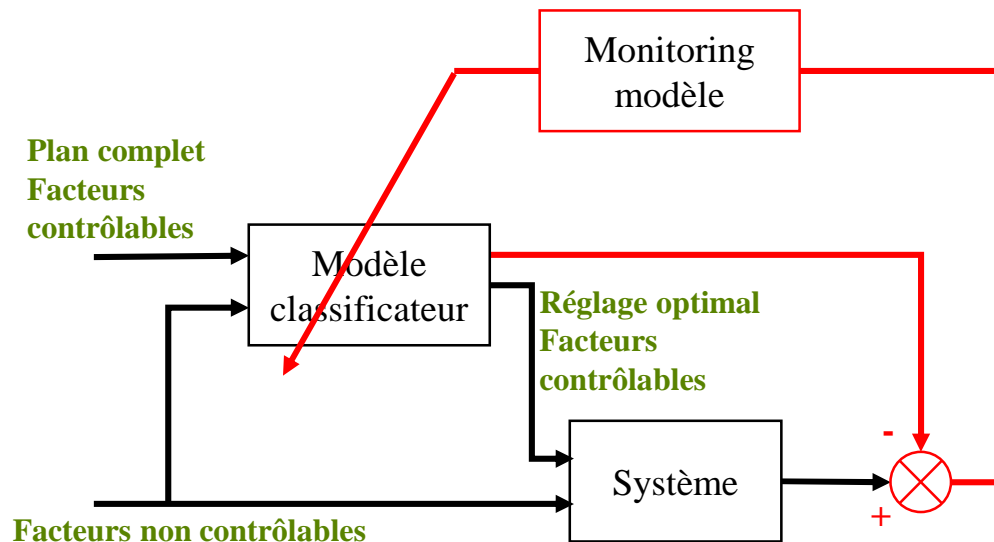 Monitoring
modèle
Plan complet
Facteurs
contrôlables
Modèle
classificateur
Réglage optimal
Facteurs
contrôlables
-
Système
+
Facteurs non contrôlables